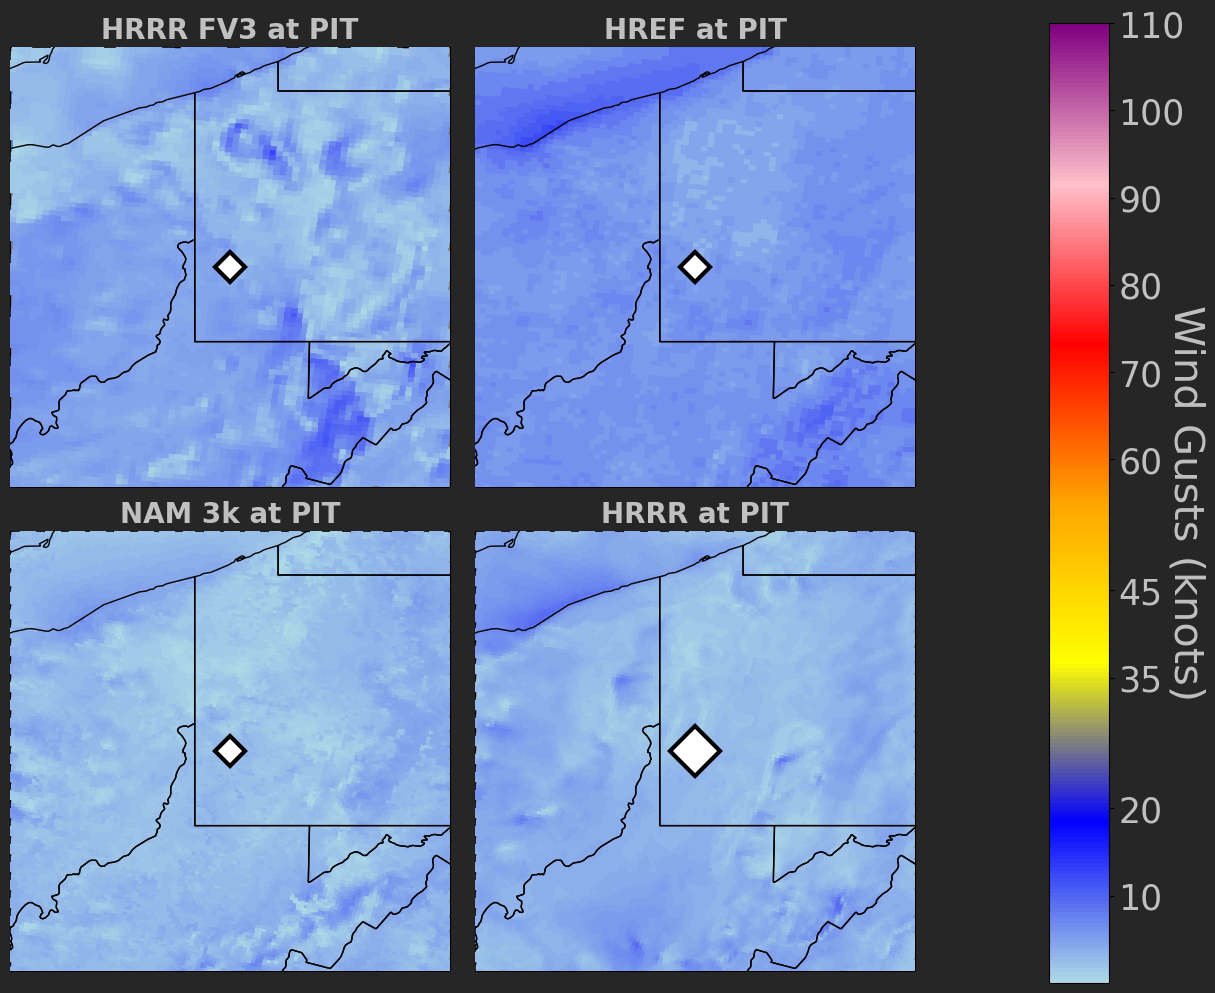 HRRR FV3 at PIT
HREF at PIT
NAM 3k at PIT
HRRR at PIT
110
100
90
80
70
60
45
35
20
10
Wind Gusts (knots)